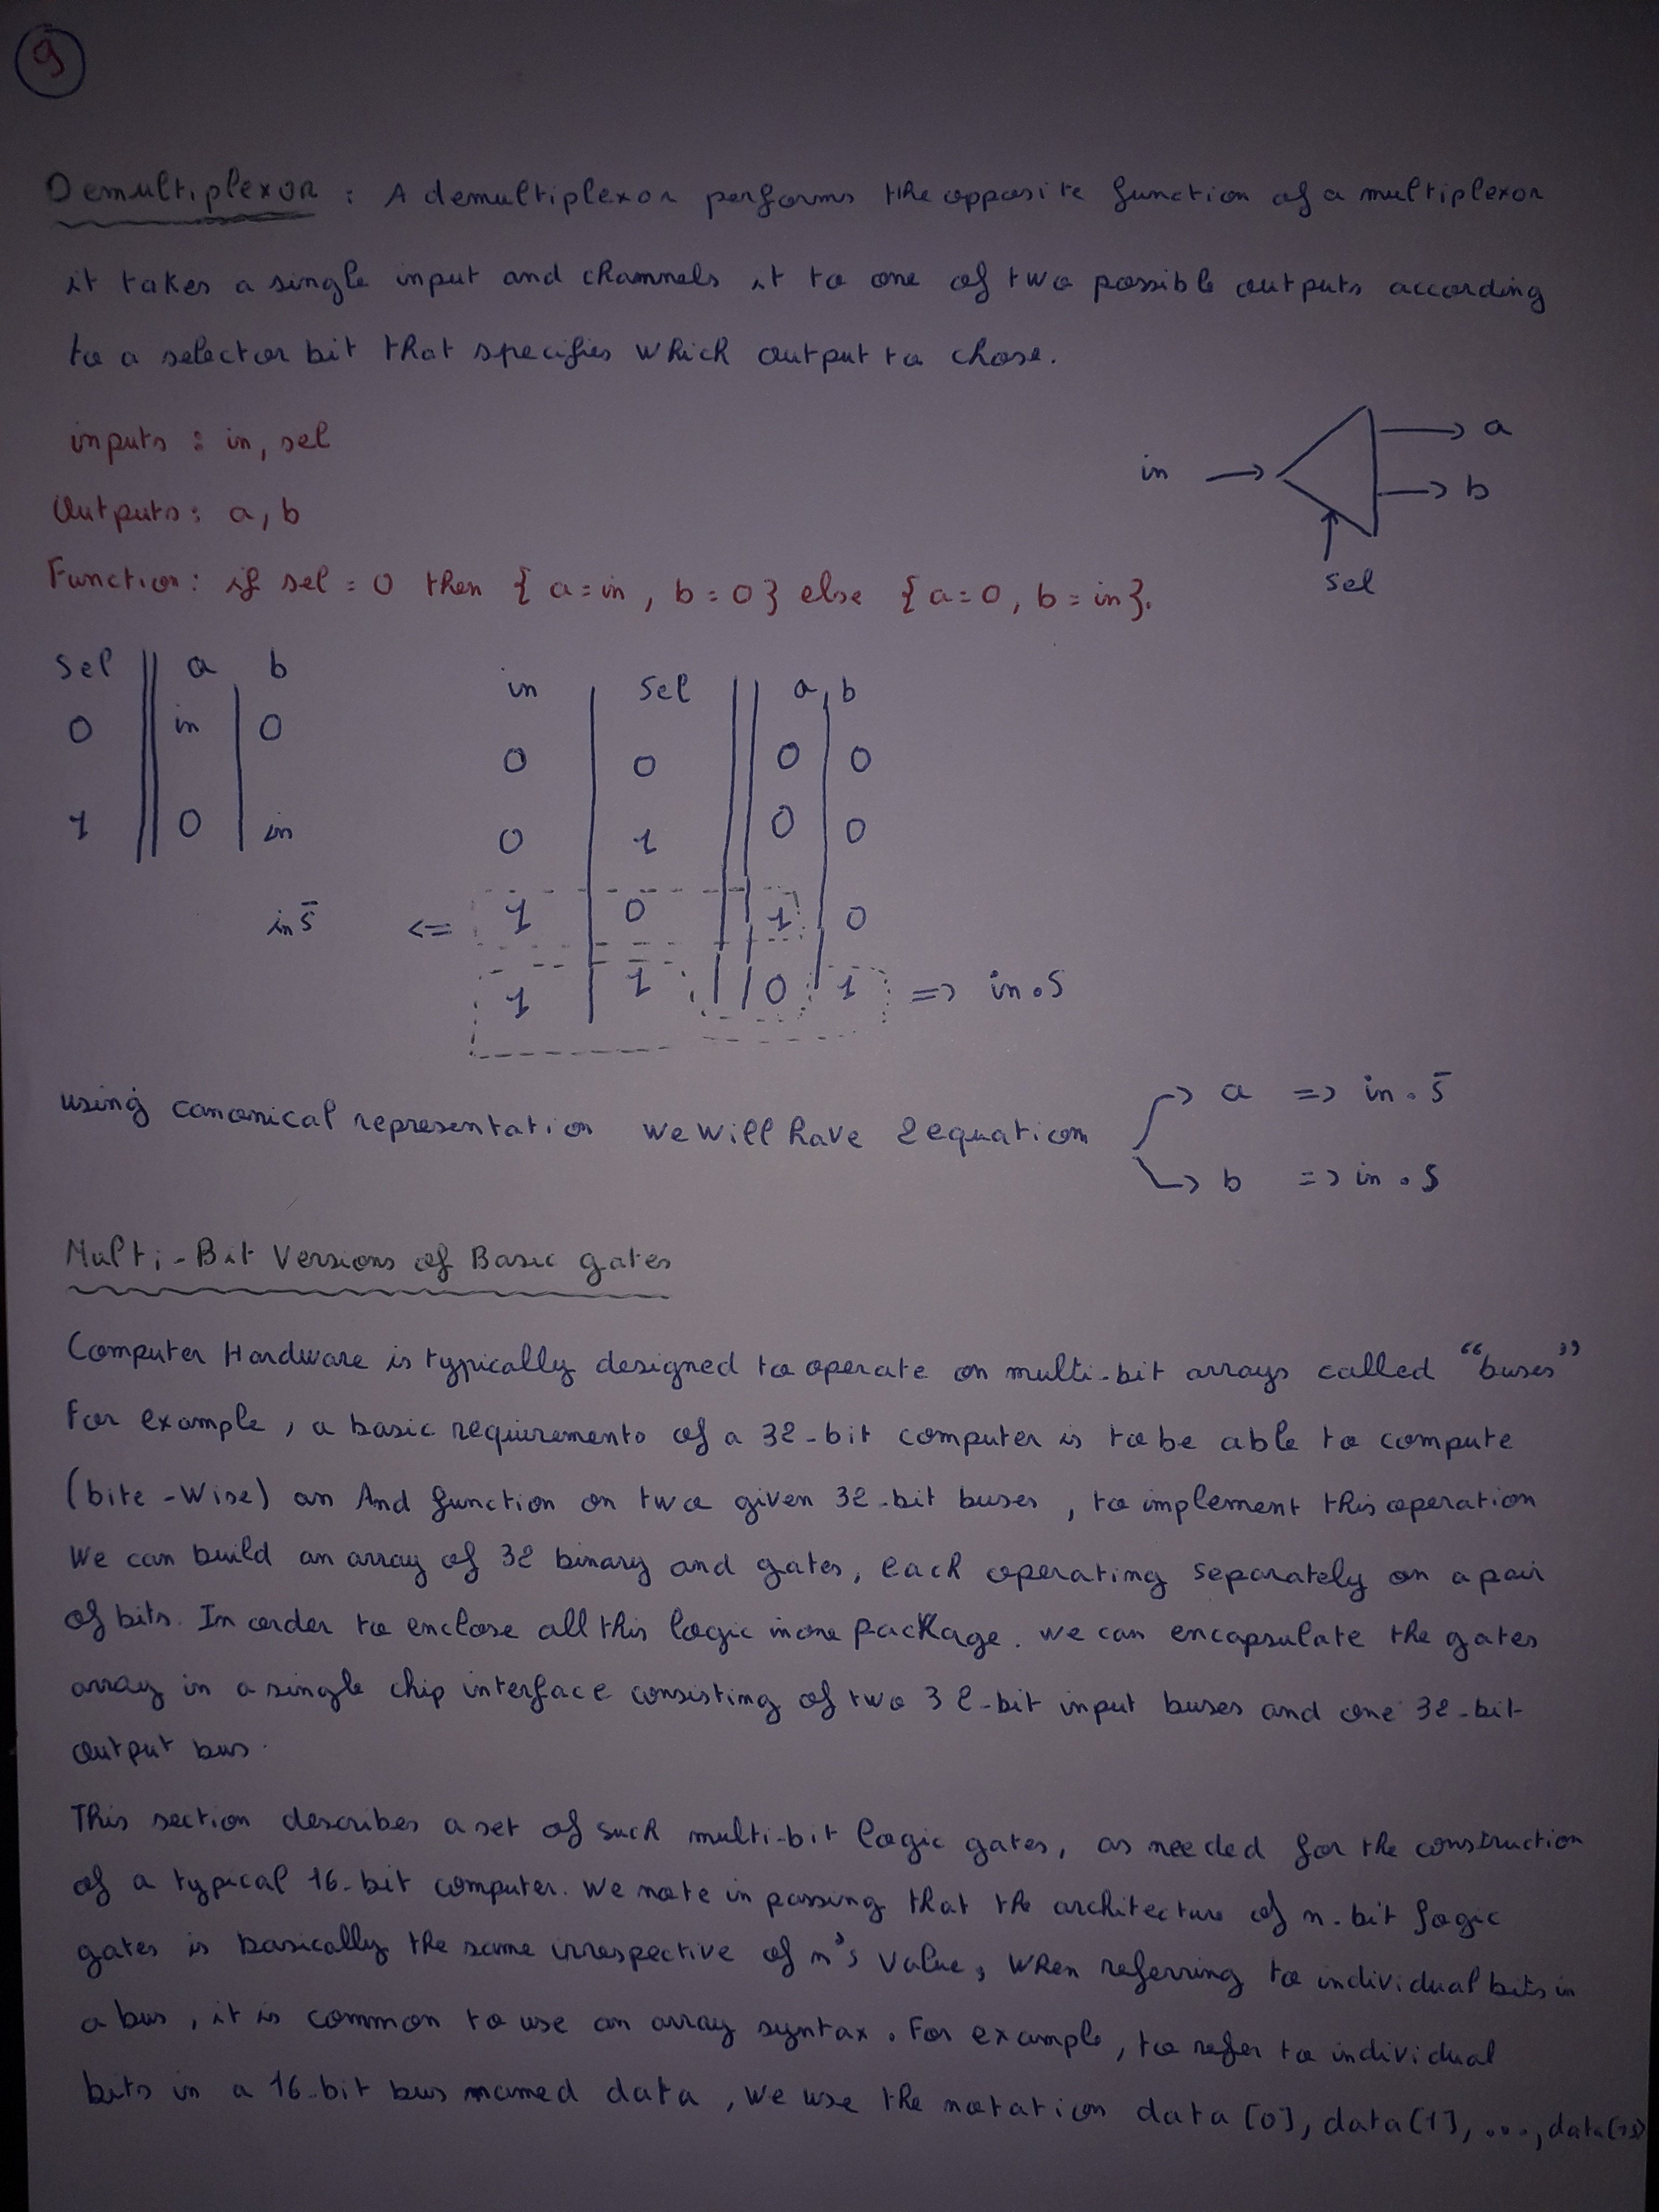 9
Demultiplexor : A demultiplexor performs the opposite function of a multiplexor
it takes a single input and channels it to one of two possible outputs according
to a selector bit that specifies which output to chose.
inputs : in, sel
Outputs : a, b
Function : if sel = 0 then { a = in , b = 0 } else { a = 0, b = in }.
in → a
→ b
sel
sel || a | b
0 || in | 0
1 || 0 | in
in | sel || a | b
0 | 0 || 0 | 0
0 | 1 || 0 | 0
in s̄ <= 1 | 0 || 1 | 0
1 | 1 || 0 | 1 => in . s
using canonical representation we will have 2 equation
→ a => in . s̄
→ b => in . s
Multi-Bit Versions of Basic gates
Computer Hardware is typically designed to operate on multi-bit arrays called “buses”
For example, a basic requirements of a 32-bit computer is to be able to compute
(bite-wise) an And function on two given 32-bit buses, to implement this operation
We can build an array of 32 binary and gates, each operating separately on a pair
of bits. In order to enclose all this logic in one package. we can encapsulate the gates
array in a single chip interface consisting of two 32-bit input buses and one 32-bit
output bus.
This section describes a set of such multi-bit logic gates, as needed for the construction
of a typical 16-bit computer. We note in passing that the architecture of n-bit logic
gates is basically the same irrespective of n's value, When referring to individual bits in
a bus, it is common to use an array syntax. For example, to refer to individual
bits in a 16-bit bus named data, we use the notation data[0], data[1], ..., data[15]